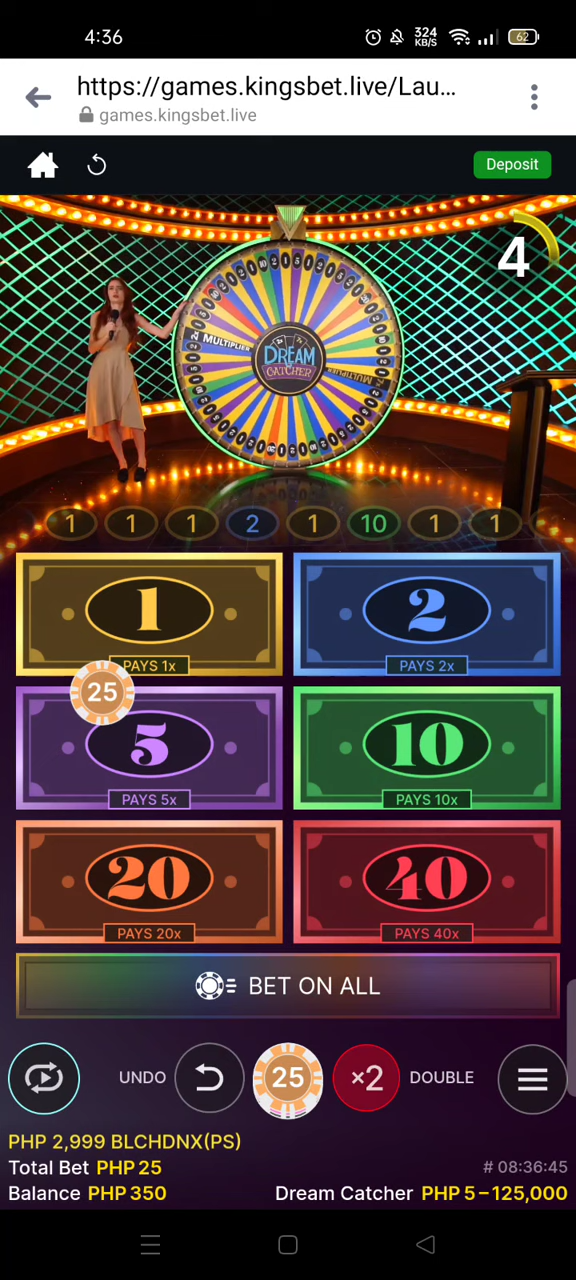 4:36
324
KB/S
62
https://games.kingsbet.live/Lau...
games.kingsbet.live
Deposit
4
MULTIPLIER
DREAM
CATCHER
1 1 1 2 1 10 1 1
1 2
PAYS 1x PAYS 2x
25
5 10
PAYS 5x PAYS 10x
20 40
PAYS 20x PAYS 40x
BET ON ALL
UNDO 25 ×2 DOUBLE
PHP 2,999 BLCHDNX(PS)
Total Bet PHP 25 # 08:36:45
Balance PHP 350 Dream Catcher PHP 5–125,000